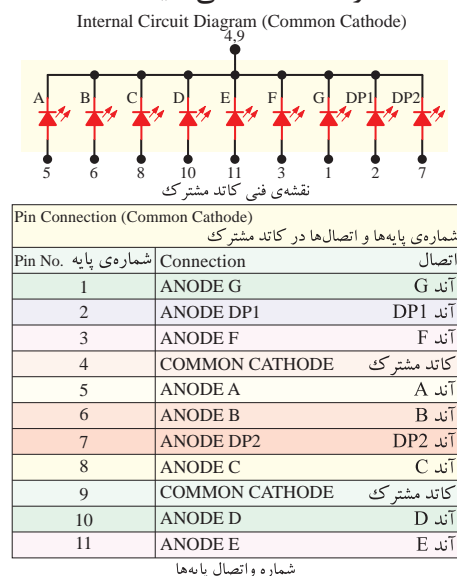 Internal Circuit Diagram (Common Cathode)
4,9
A B C D E F G DP1 DP2
5 6 8 10 11 3 1 2 7
نقشه‌ی فنی کاتد مشترک
Pin Connection (Common Cathode)
شماره‌ی پایه‌ها و اتصال‌ها در کاتد مشترک
Pin No. شماره‌ی پایه Connection اتصال
1 ANODE G آند G
2 ANODE DP1 آند DP1
3 ANODE F آند F
4 COMMON CATHODE کاتد مشترک
5 ANODE A آند A
6 ANODE B آند B
7 ANODE DP2 آند DP2
8 ANODE C آند C
9 COMMON CATHODE کاتد مشترک
10 ANODE D آند D
11 ANODE E آند E
شماره واتصال پایه‌ها